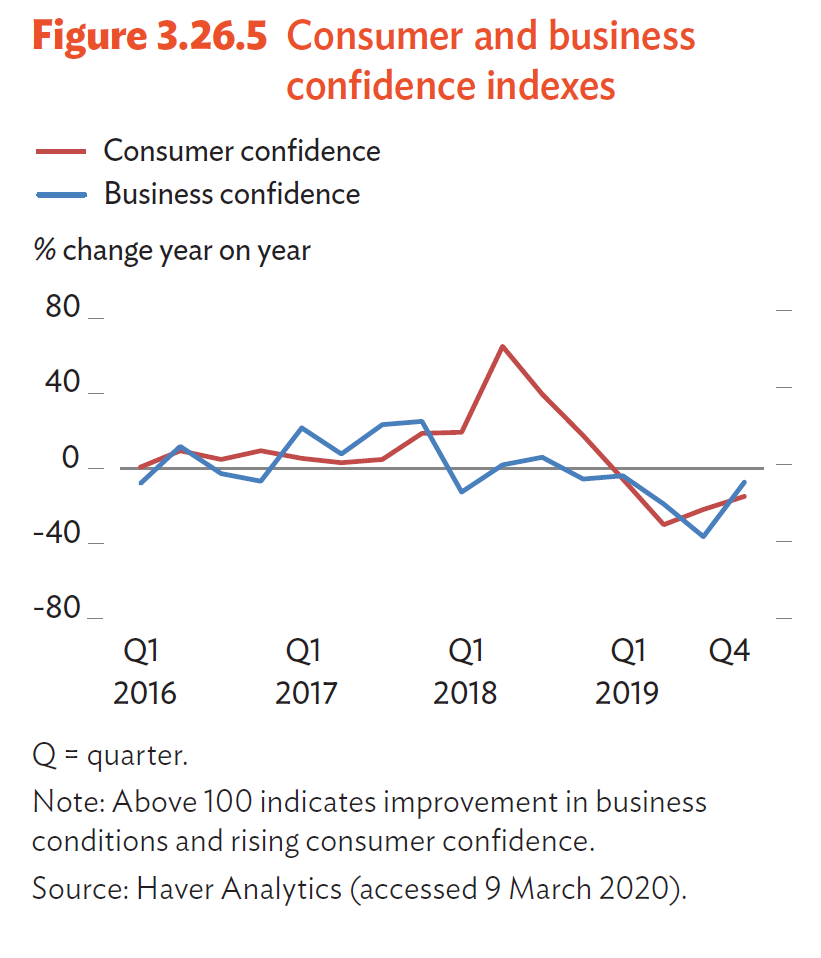 Figure 3.26.5 Consumer and business
confidence indexes
Consumer confidence
Business confidence
% change year on year
80
40
0
-40
-80
Q1 Q1 Q1 Q1 Q4
2016 2017 2018 2019
Q = quarter.
Note: Above 100 indicates improvement in business
conditions and rising consumer confidence.
Source: Haver Analytics (accessed 9 March 2020).